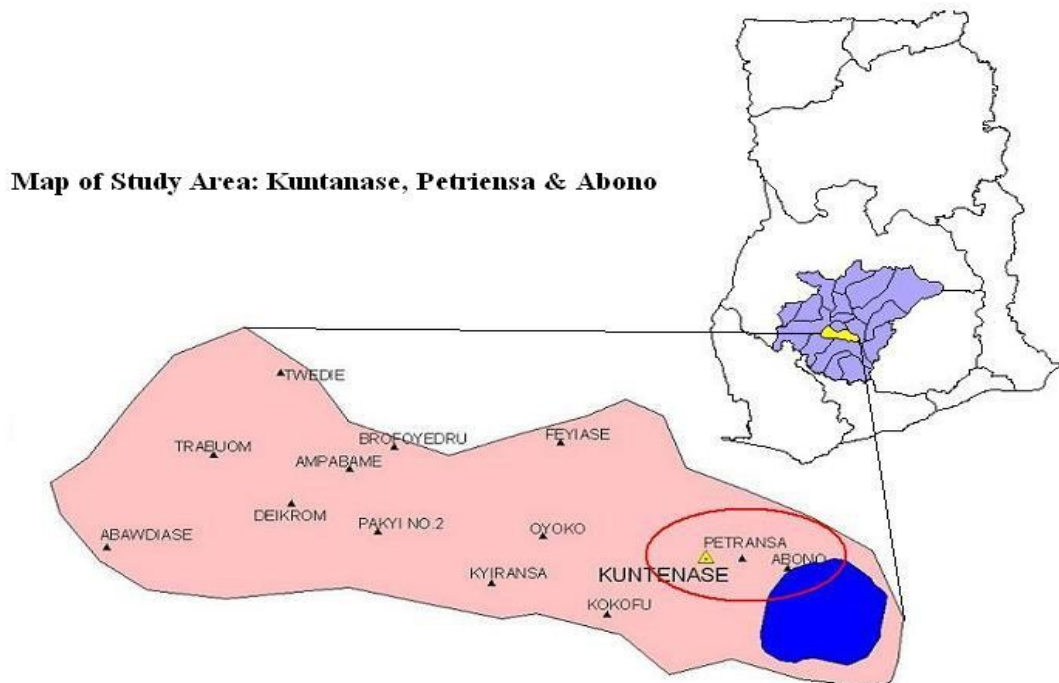 Map of Study Area: Kuntanase, Petriensa & Abono
TWEDIE
TRABUOM
BROFOYEDRU
FEYIASE
AMPABAME
DEIKROM
PAKYI NO.2
ABAWDIASE
OYOKO
PETRANSA
ABONO
KYIRANSA
KUNTENASE
KOKOFU